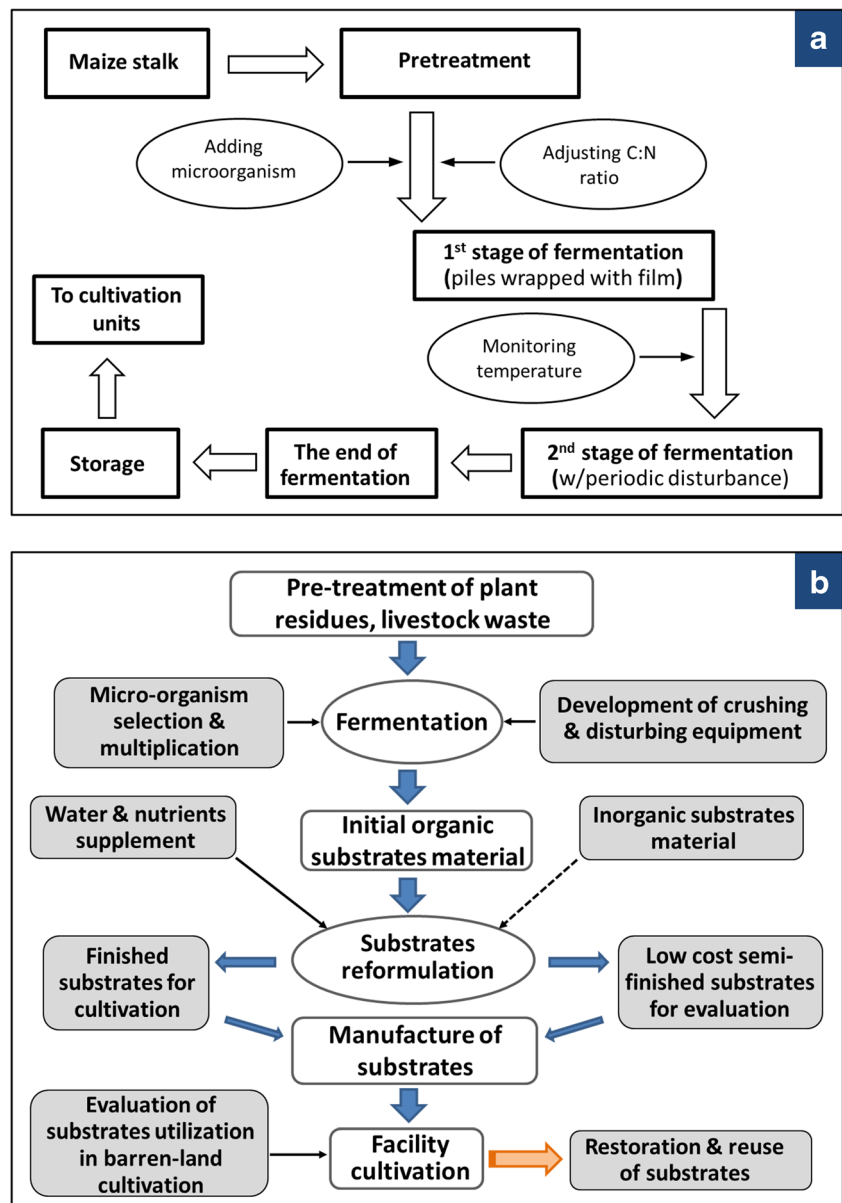 a
Maize stalk
Pretreatment
Adding
microorganism
Adjusting C:N
ratio
1st stage of fermentation
(piles wrapped with film)
To cultivation
units
Monitoring
temperature
2nd stage of fermentation
(w/periodic disturbance)
The end of
fermentation
Storage
b
Pre-treatment of plant
residues, livestock waste
Micro-organism
selection &
multiplication
Fermentation
Development of crushing
& disturbing equipment
Water & nutrients
supplement
Initial organic
substrates material
Inorganic substrates
material
Substrates
reformulation
Finished
substrates for
cultivation
Low cost semi-
finished substrates
for evaluation
Manufacture of
substrates
Evaluation of
substrates utilization
in barren-land
cultivation
Facility
cultivation
Restoration & reuse
of substrates